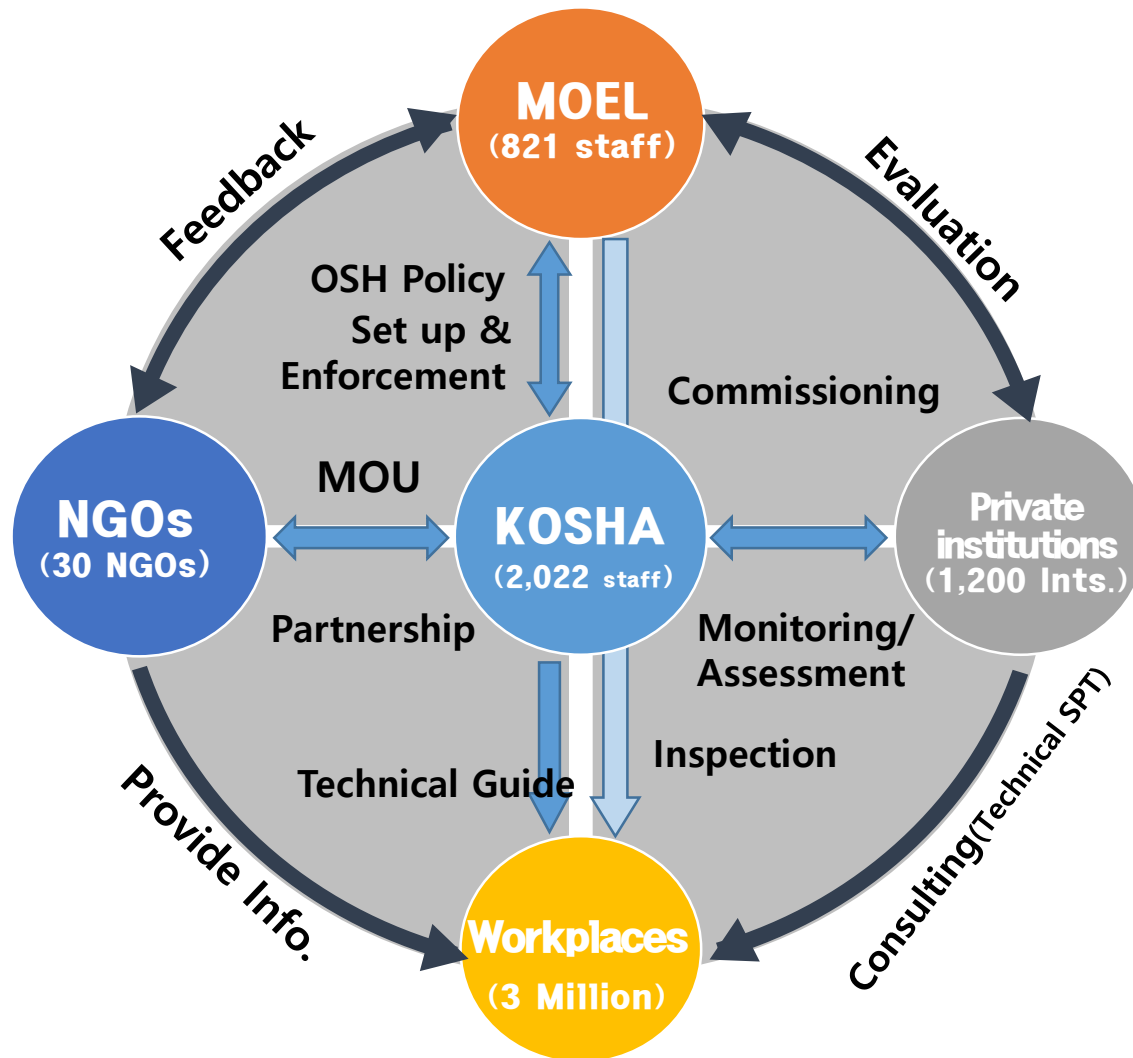 MOEL
(821 staff)
Feedback
Evaluation
OSH Policy
Set up &
Enforcement
Commissioning
MOU
NGOs
(30 NGOs)
KOSHA
(2,022 staff)
Private
institutions
(1,200 Ints.)
Partnership
Monitoring/
Assessment
Inspection
Technical Guide
Provide Info.
Consulting(Technical SPT)
Workplaces
(3 Million)